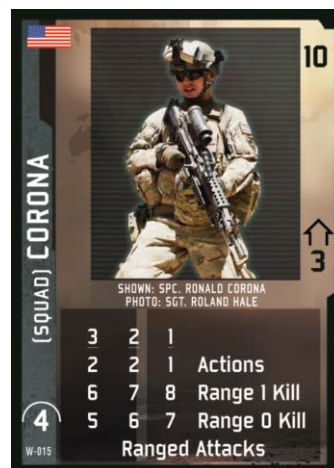 10
(SQUAD) CORONA
3
SHOWN: SPC. RONALD CORONA
PHOTO: SGT. ROLAND HALE
3 2 1
2 2 1 Actions
6 7 8 Range 1 Kill
5 6 7 Range 0 Kill
Ranged Attacks
4
W-015